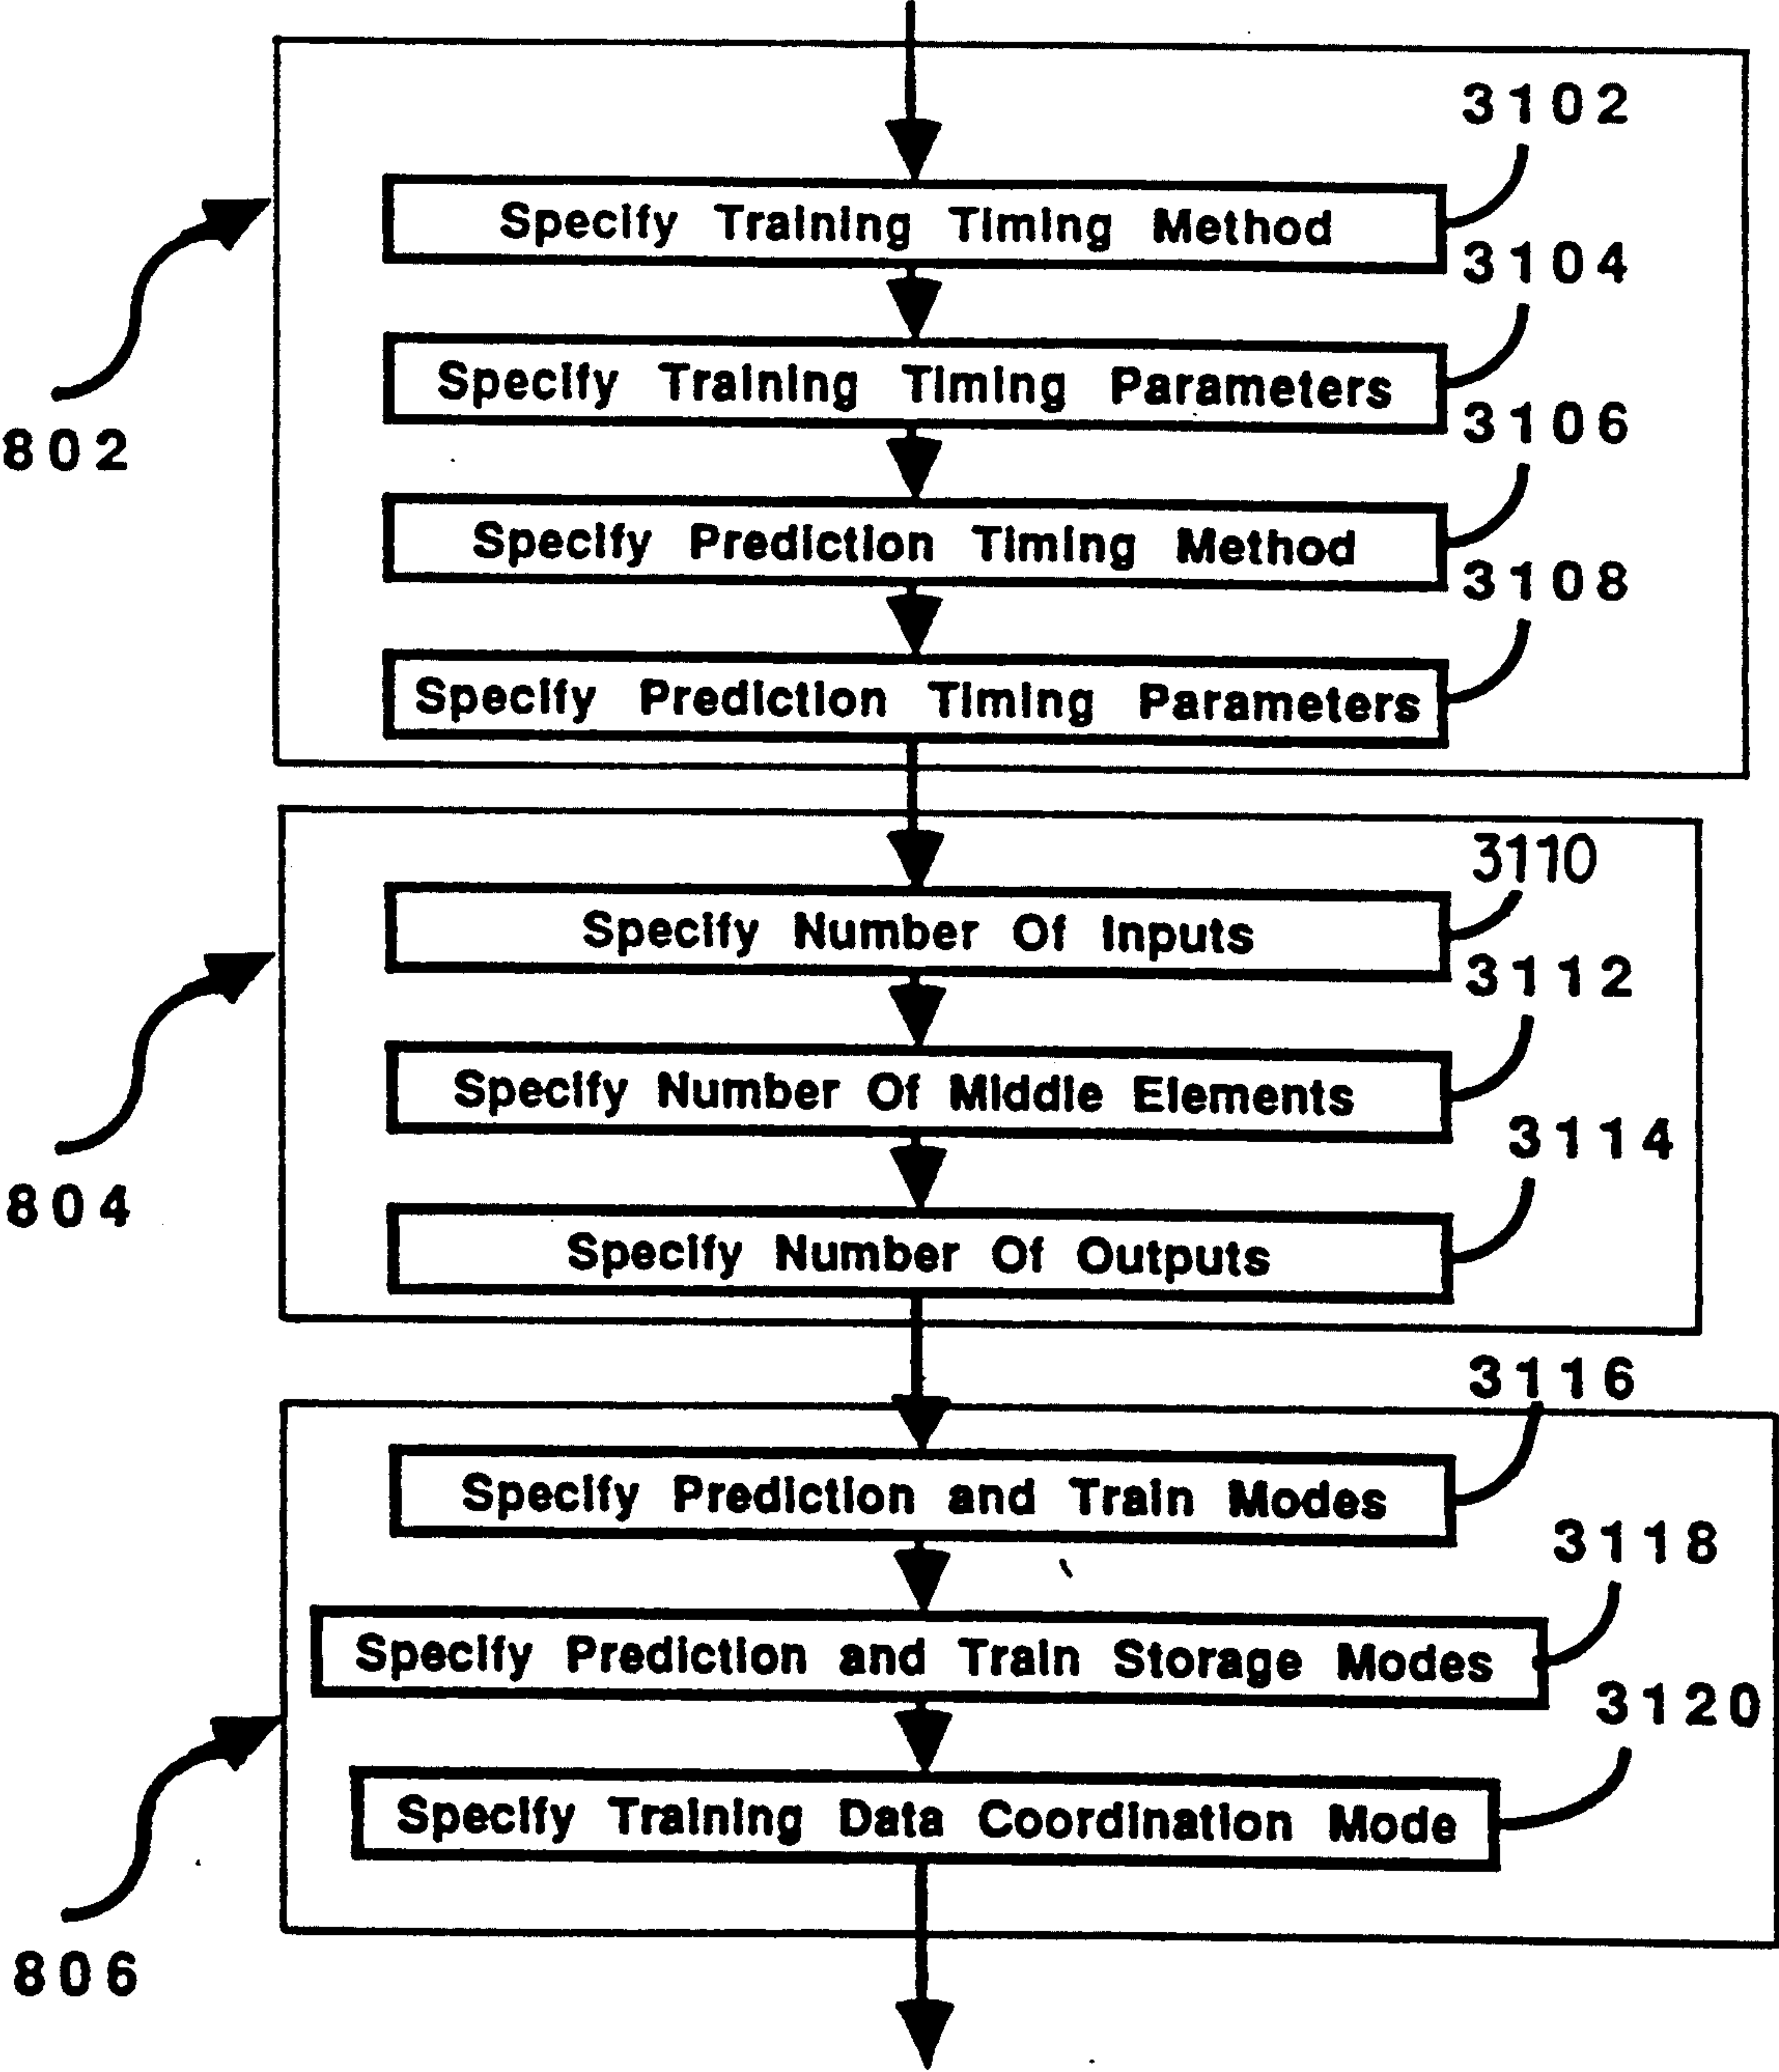 3102
Specify Training Timing Method
3104
Specify Training Timing Parameters
3106
802
Specify Prediction Timing Method
3108
Specify Prediction Timing Parameters
3110
Specify Number Of Inputs
3112
Specify Number Of Middle Elements
3114
804
Specify Number Of Outputs
3116
Specify Prediction and Train Modes
3118
Specify Prediction and Train Storage Modes
3120
Specify Training Data Coordination Mode
806